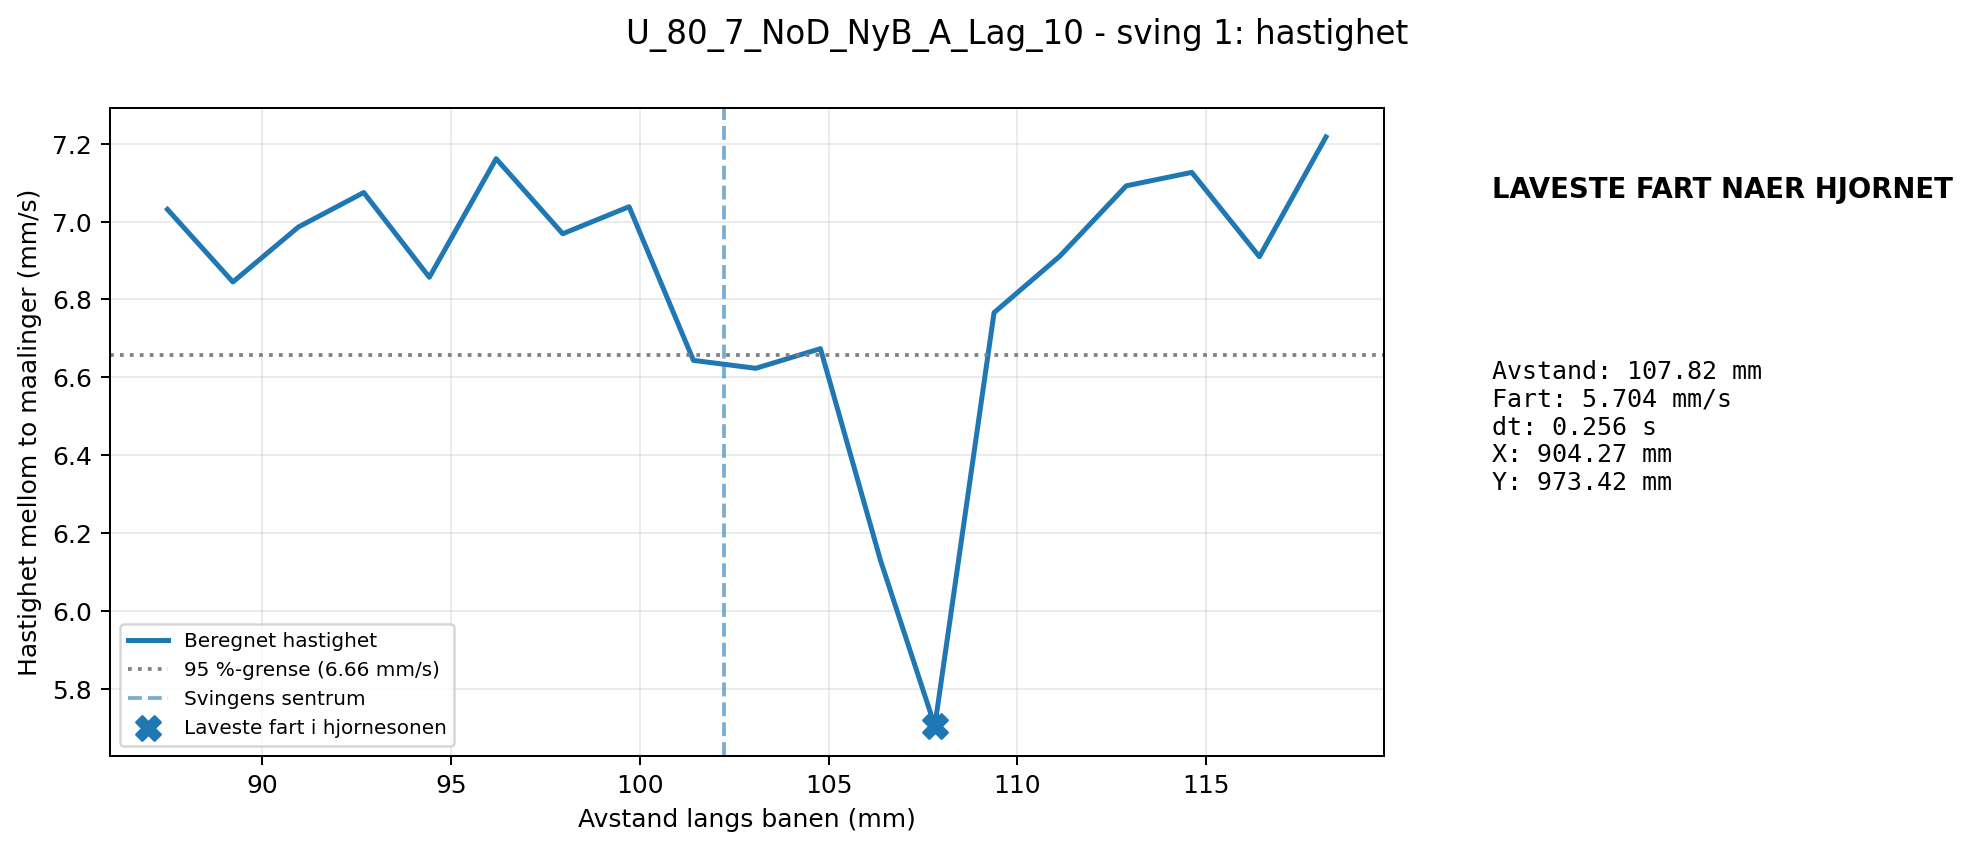 U_80_7_NoD_NyB_A_Lag_10 - sving 1: hastighet
Hastighet mellom to maalinger (mm/s)
7.2
7.0
6.8
6.6
6.4
6.2
6.0
5.8
Beregnet hastighet
95 %-grense (6.66 mm/s)
Svingens sentrum
Laveste fart i hjornesonen
90
95
100
105
110
115
Avstand langs banen (mm)
LAVESTE FART NAER HJORNET
Avstand: 107.82 mm
Fart: 5.704 mm/s
dt: 0.256 s
X: 904.27 mm
Y: 973.42 mm